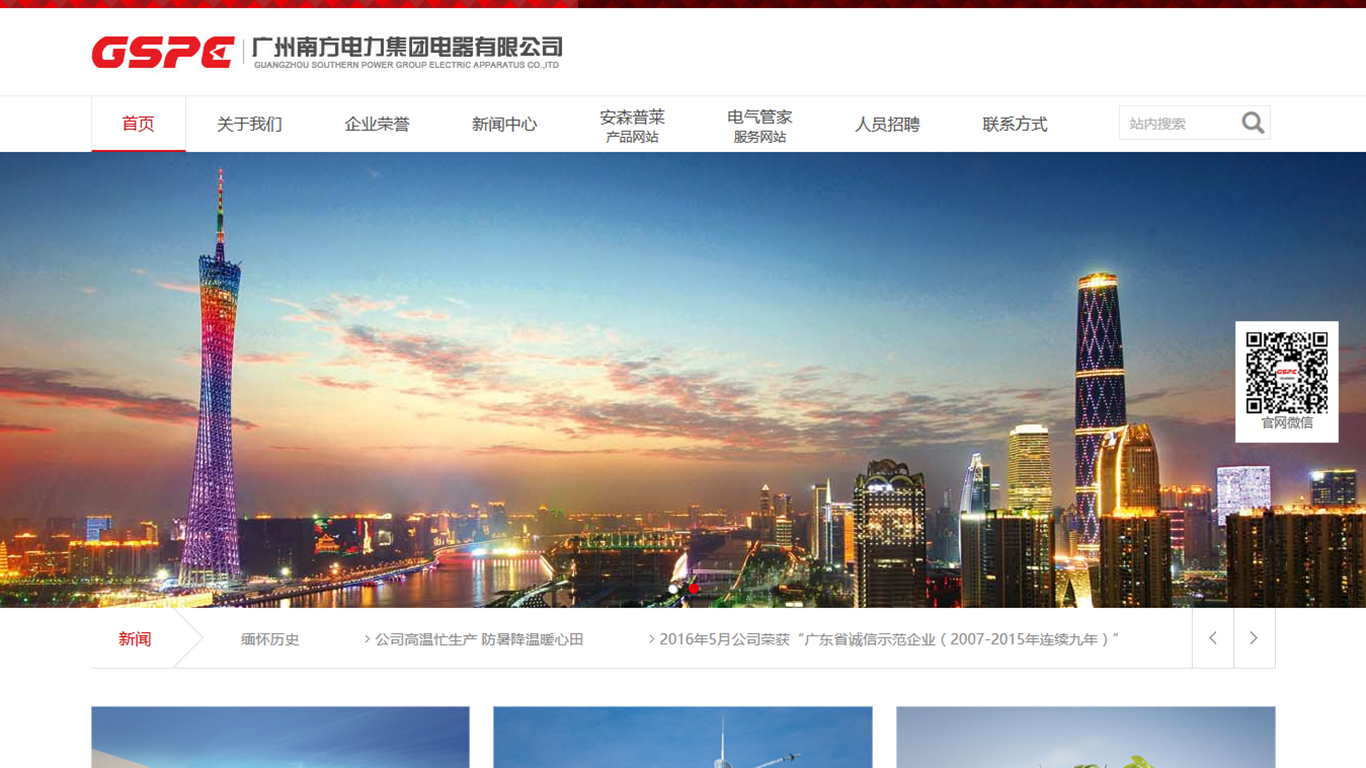 GSPE
广州南方电力集团电器有限公司
GUANGZHOU SOUTHERN POWER GROUP ELECTRIC APPARATUS CO.,lTD
首页
关于我们
企业荣誉
新闻中心
安森普莱
产品网站
电气管家
服务网站
人员招聘
联系方式
站内搜索
GSPE
官网微信
新闻
缅怀历史
公司高温忙生产 防暑降温暖心田
2016年5月公司荣获“广东省诚信示范企业（2007-2015年连续九年）”